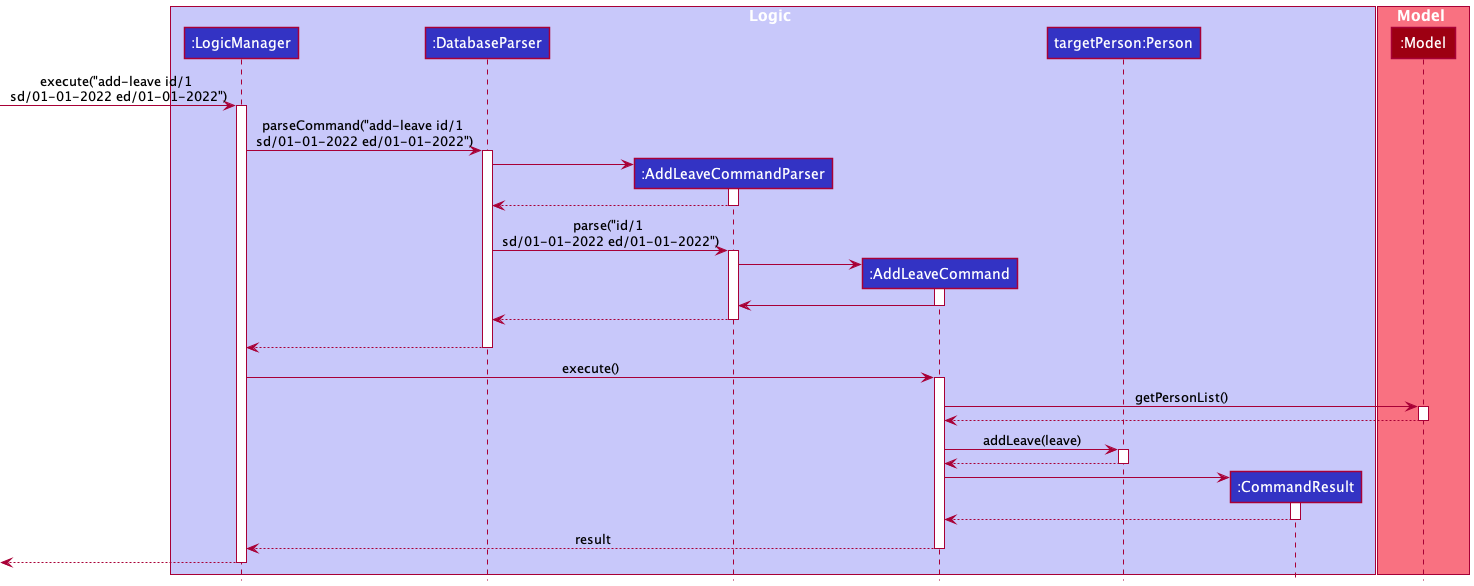 Logic
Model
:LogicManager
:DatabaseParser
targetPerson:Person
:Model
execute("add-leave id/1
sd/01-01-2022 ed/01-01-2022")
parseCommand("add-leave id/1
sd/01-01-2022 ed/01-01-2022")
:AddLeaveCommandParser
parse("id/1
sd/01-01-2022 ed/01-01-2022")
:AddLeaveCommand
execute()
getPersonList()
addLeave(leave)
:CommandResult
result